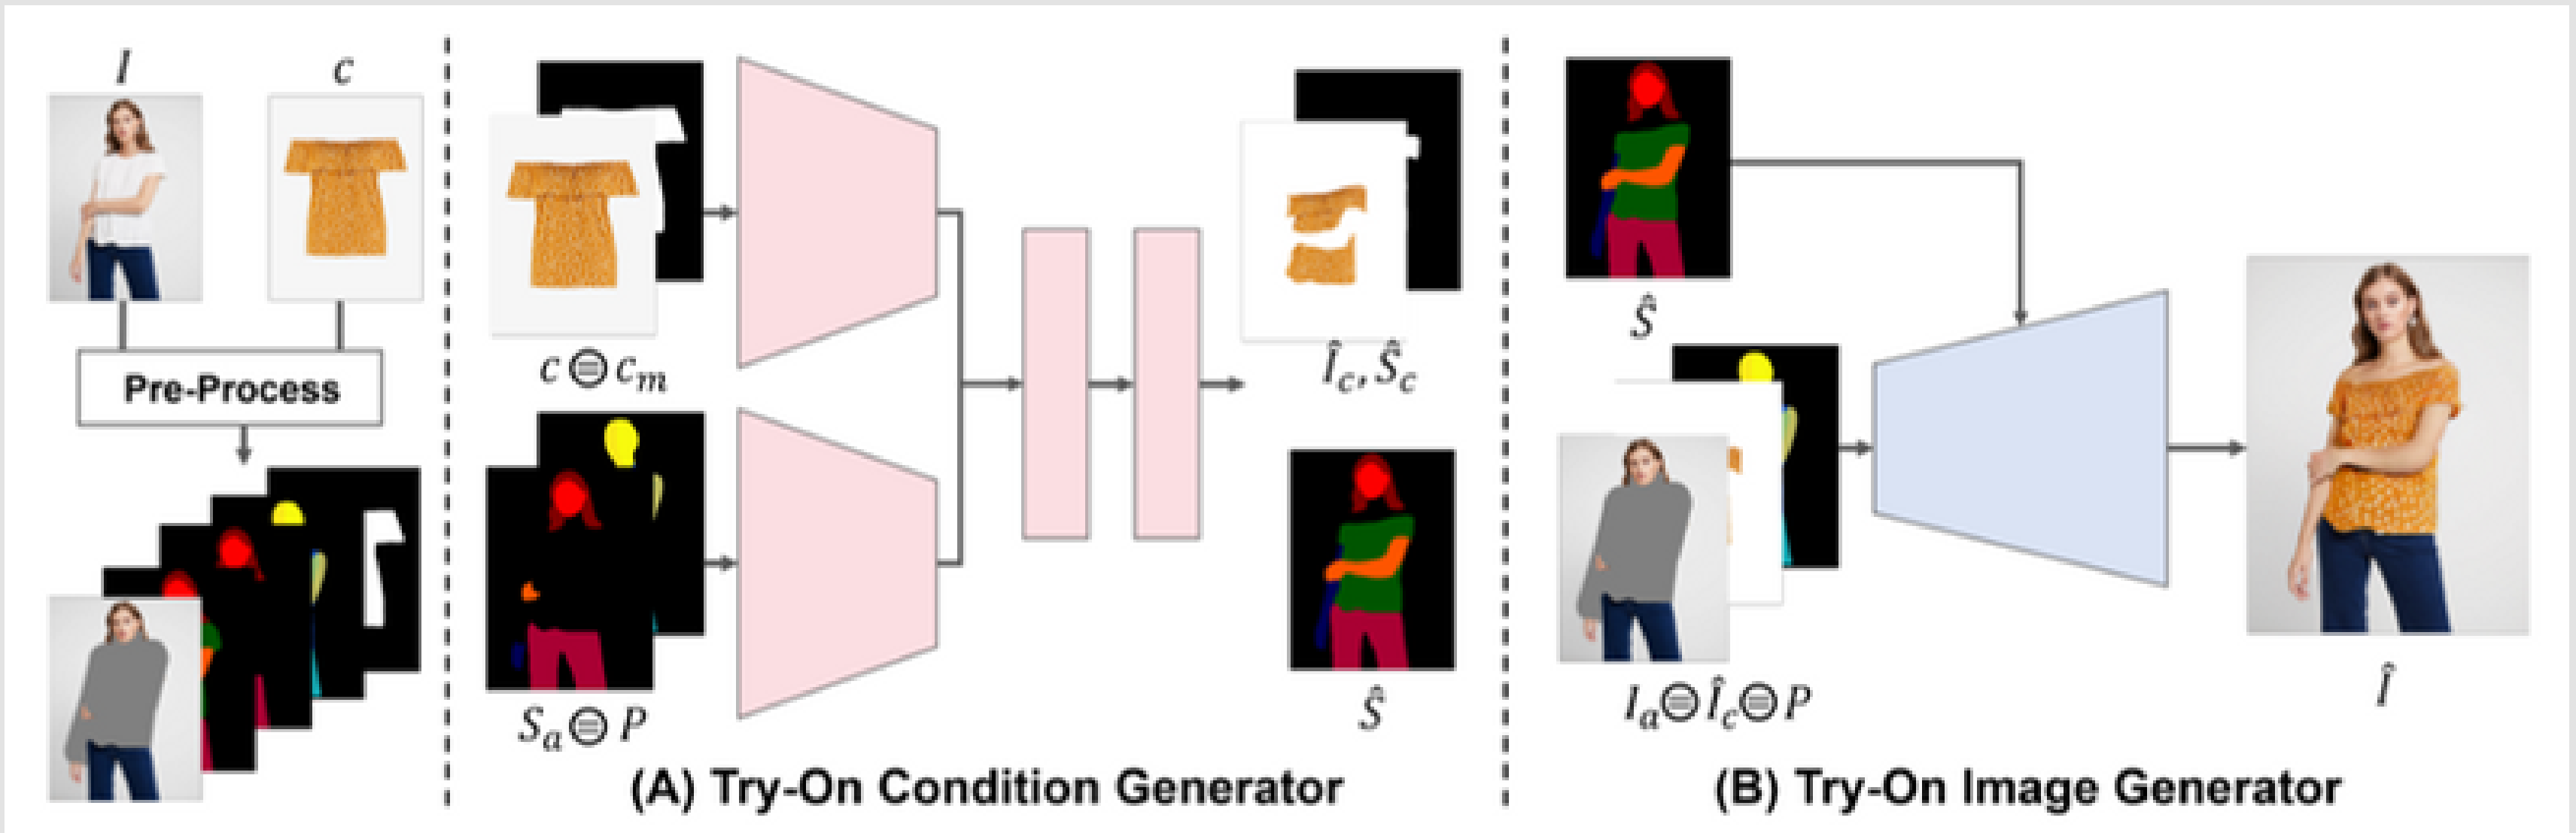 I
c
Pre-Process
c ⊜ c_m
S_a ⊜ P
Î_c, Ŝ_c
Ŝ
(A) Try-On Condition Generator
Ŝ
I_a ⊜ Î_c ⊜ P
Î
(B) Try-On Image Generator